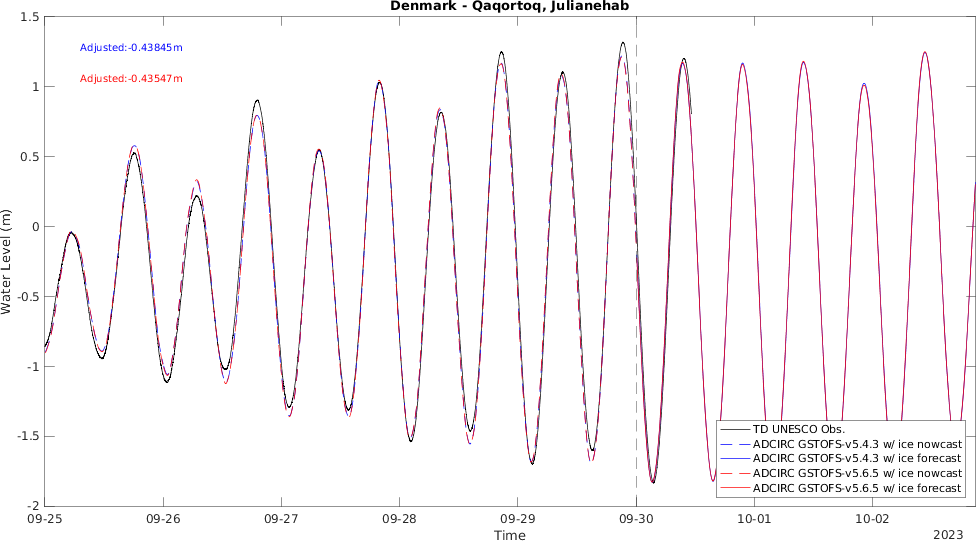 Denmark - Qaqortoq, Julianehab
Adjusted:-0.43845m
Adjusted:-0.43547m
Water Level (m)
1.5
1
0.5
0
-0.5
-1
-1.5
-2
TD UNESCO Obs.
ADCIRC GSTOFS-v5.4.3 w/ ice nowcast
ADCIRC GSTOFS-v5.4.3 w/ ice forecast
ADCIRC GSTOFS-v5.6.5 w/ ice nowcast
ADCIRC GSTOFS-v5.6.5 w/ ice forecast
09-25 09-26 09-27 09-28 09-29 09-30 10-01 10-02
Time
2023